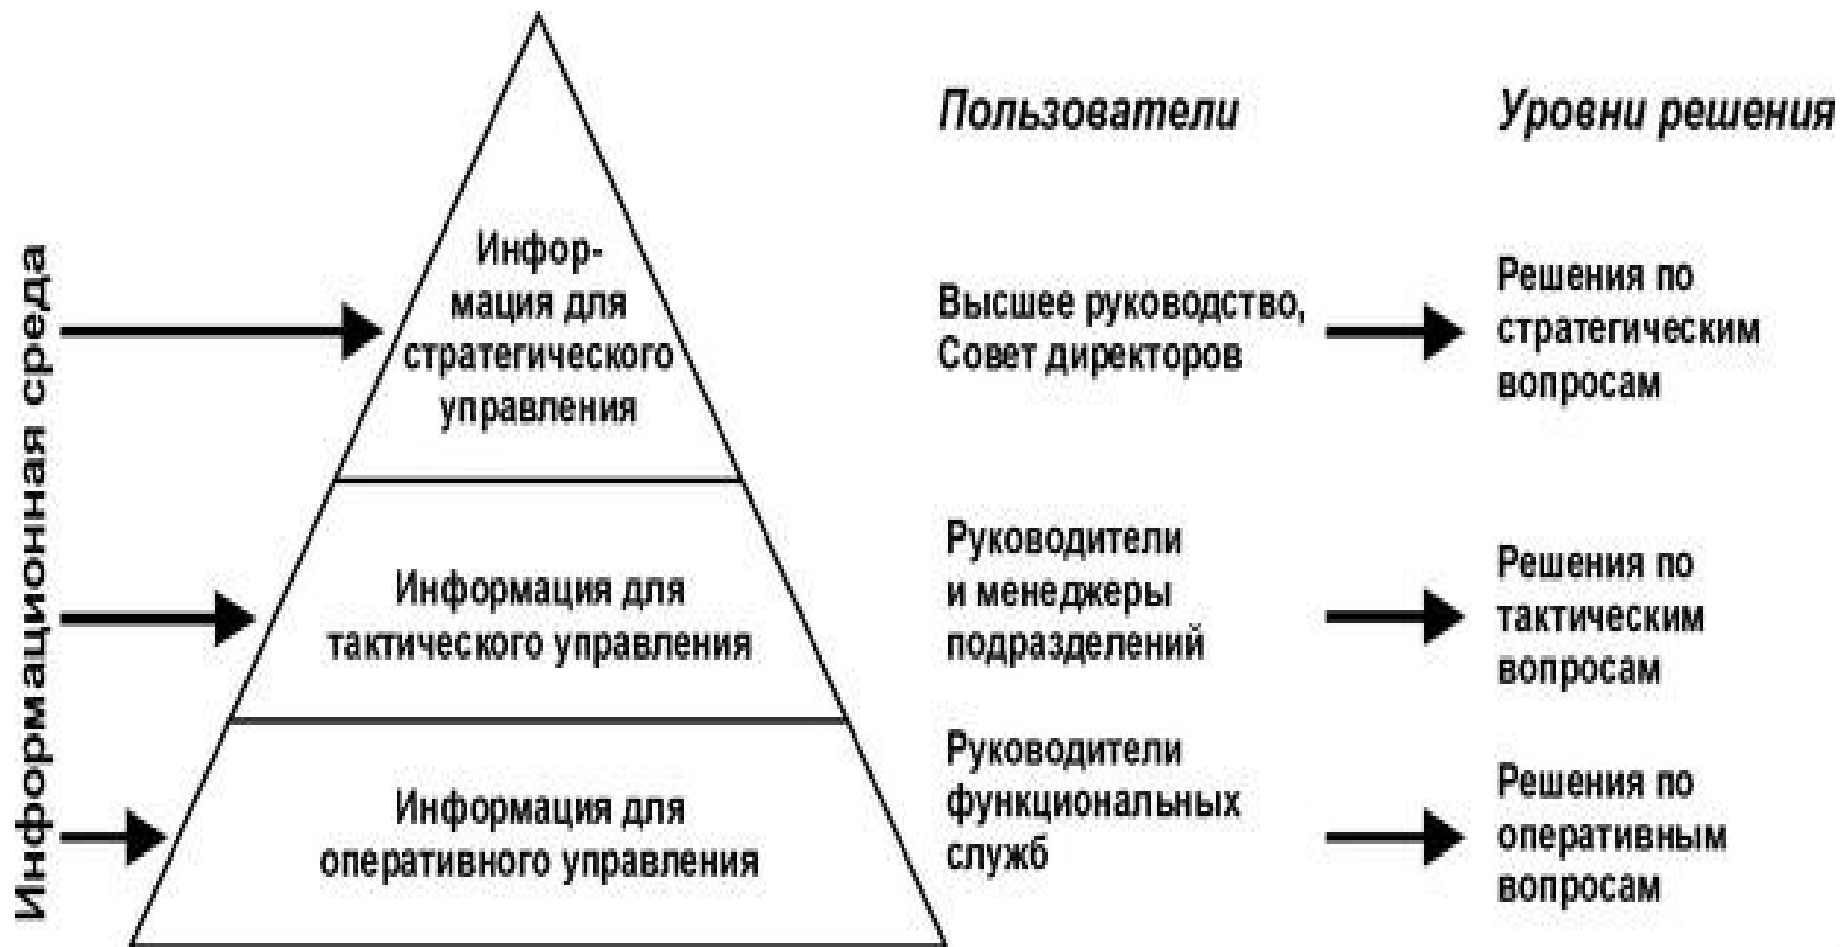 Пользователи
Уровни решения
Информационная среда
Инфор-
мация для
стратегического
управления
Высшее руководство,
Совет директоров
Решения по
стратегическим
вопросам
Информация для
тактического управления
Руководители
и менеджеры
подразделений
Решения по
тактическим
вопросам
Информация для
оперативного управления
Руководители
функциональных
служб
Решения по
оперативным
вопросам